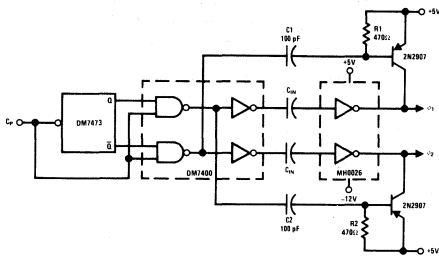 +5V
C1
100 pF
R1
470Ω
+5V
2N2907
CIN
Q
CP
DM7473
Q̅
DM7400
CIN
MH0026
-12V
ϕ1
ϕ2
C2
100 pF
R2
470Ω
2N2907
+5V